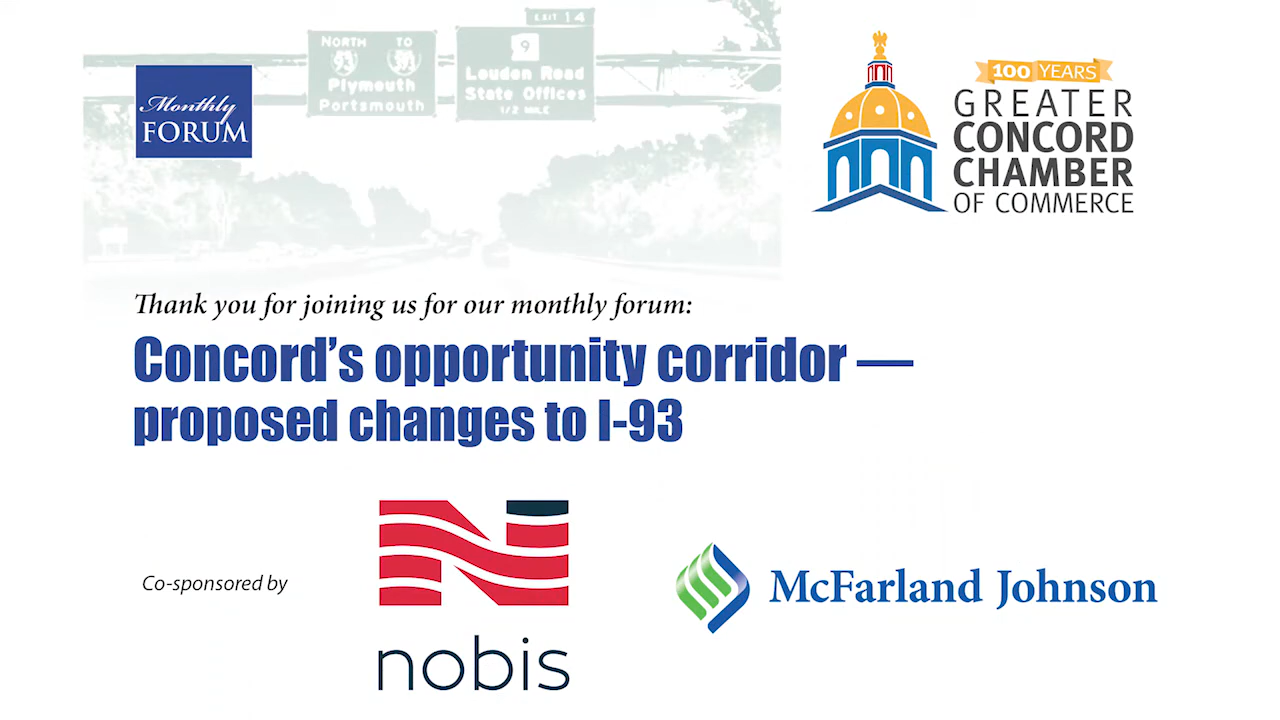 EXIT 14
NORTH TO
93 391
9
Plymouth
Portsmouth
Loudon Road
State Offices
1/2 MILE
Monthly
FORUM
100 YEARS
GREATER
CONCORD
CHAMBER
OF COMMERCE
Thank you for joining us for our monthly forum:
Concord's opportunity corridor —
proposed changes to I-93
Co-sponsored by
N
nobis
McFarland Johnson